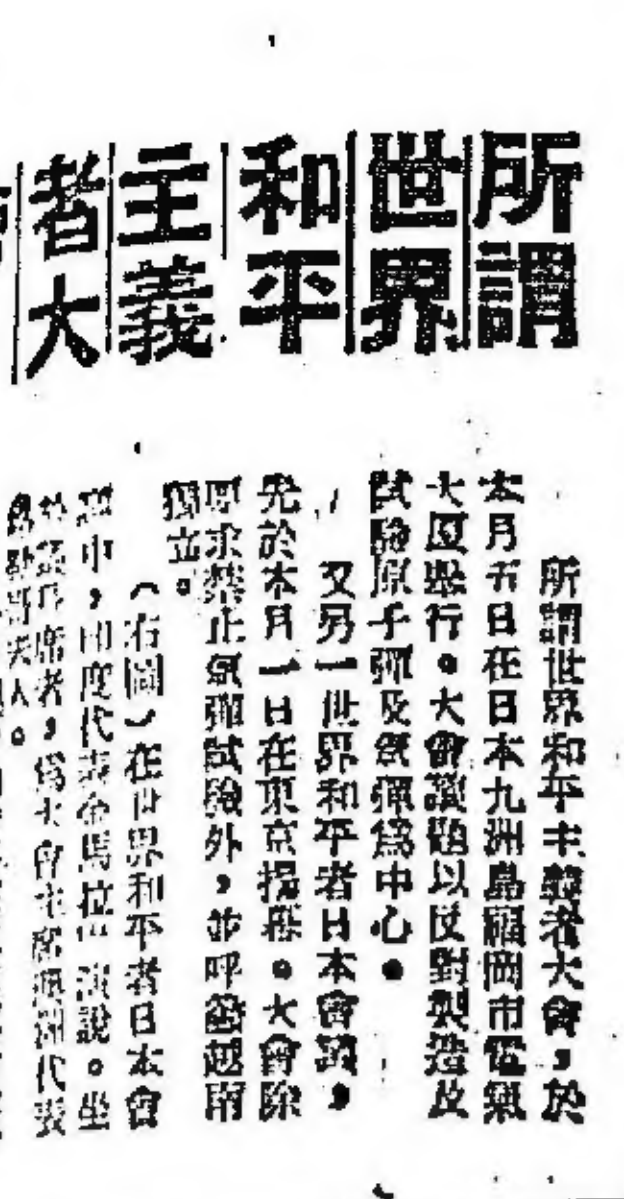 所謂
世界
和平
主義
者大
所謂世界和平主義者大會，於
本月五日在日本九洲島福岡市電氣
大廈舉行。大會議題以反對製造及
試驗原子彈及氫彈爲中心。
又另一世界和平者日本會議，
先於本月一日在東京揭幕。大會除
要求禁止氫彈試驗外，並呼籲越南
獨立。
（右圖）在世界和平者日本會
議中，印度代表金馬拉演說。坐
席者，爲大會主席澳洲代表
夫人。